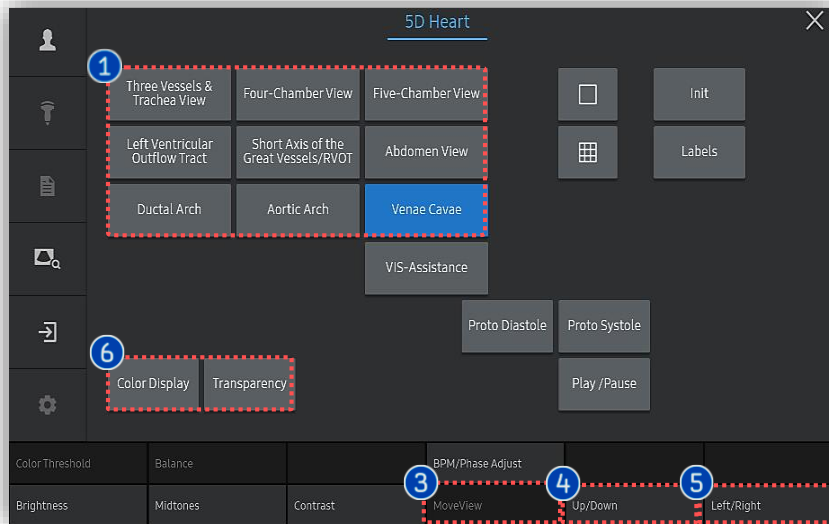 5D Heart
1
Three Vessels &
Trachea View
Four-Chamber View
Five-Chamber View
Init
Left Ventricular
Outflow Tract
Short Axis of the
Great Vessels/RVOT
Abdomen View
Labels
Ductal Arch
Aortic Arch
Venae Cavae
VIS-Assistance
Proto Diastole
Proto Systole
6
Color Display
Transparency
Play /Pause
Color Threshold
Balance
BPM/Phase Adjust
3
4
5
Brightness
Midtones
Contrast
MoveView
Up/Down
Left/Right